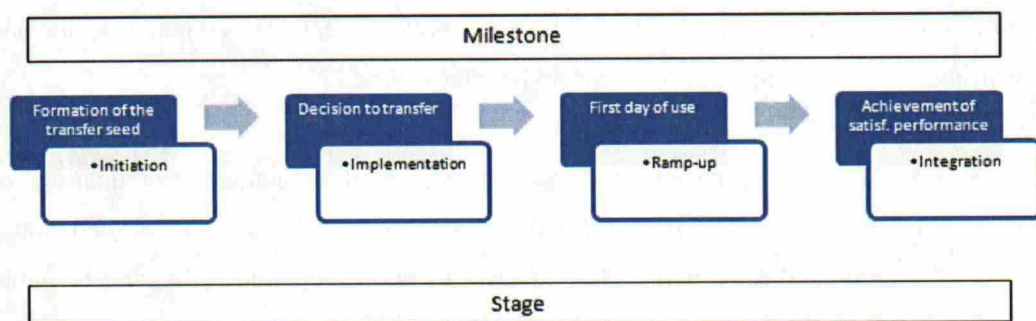 Milestone
Formation of the
transfer seed
•Initiation
Decision to transfer
•Implementation
First day of use
•Ramp-up
Achievement of
satisf. performance
•Integration
Stage